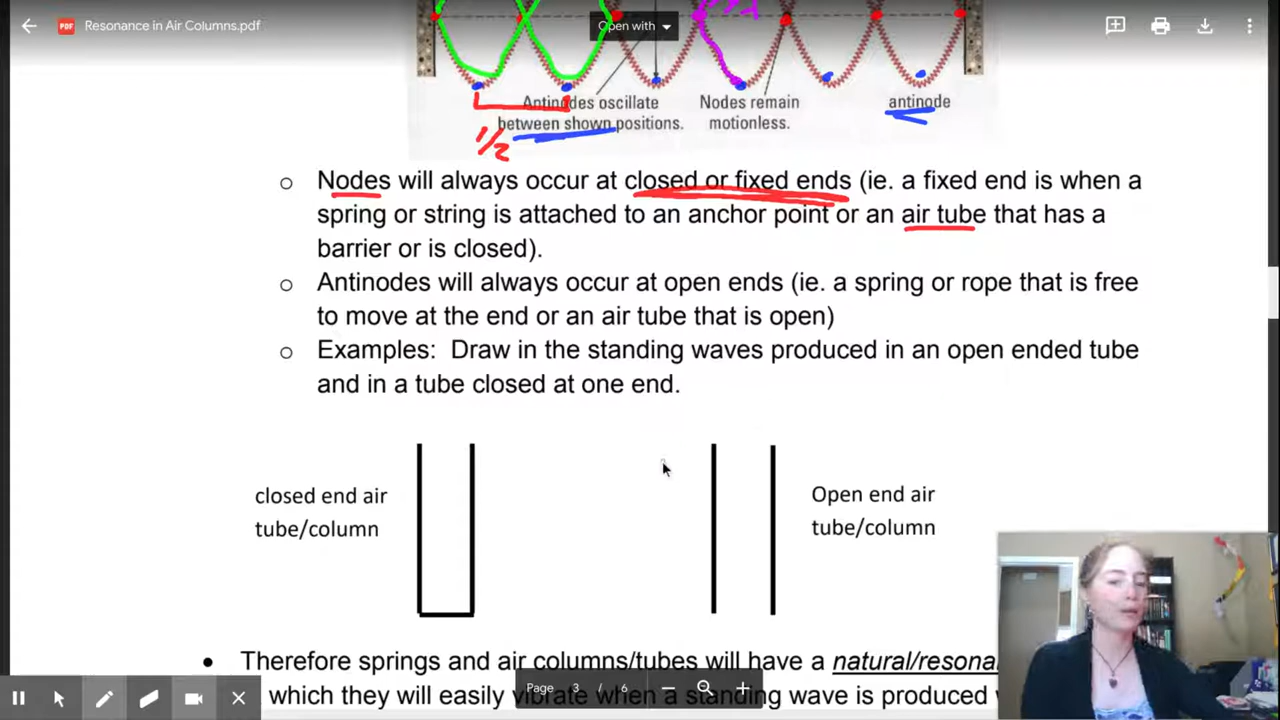 Resonance in Air Columns.pdf
Open with
Antinodes oscillate
between shown positions.
Nodes remain
motionless.
antinode
1/2
o Nodes will always occur at closed or fixed ends (ie. a fixed end is when a
spring or string is attached to an anchor point or an air tube that has a
barrier or is closed).
o Antinodes will always occur at open ends (ie. a spring or rope that is free
to move at the end or an air tube that is open)
o Examples: Draw in the standing waves produced in an open ended tube
and in a tube closed at one end.
closed end air
tube/column
Open end air
tube/column
• Therefore springs and air columns/tubes will have a natural/resona
which they will easily vibrate when a standing wave is produced
Page 3 / 6